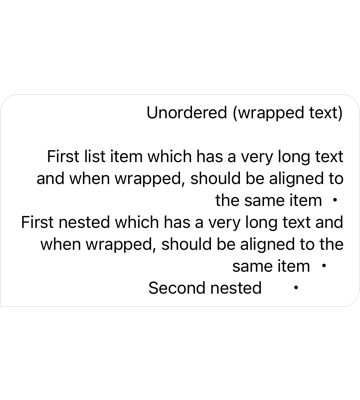 Unordered (wrapped text)
First list item which has a very long text
and when wrapped, should be aligned to
the same item •
First nested which has a very long text and
when wrapped, should be aligned to the
same item •
Second nested •